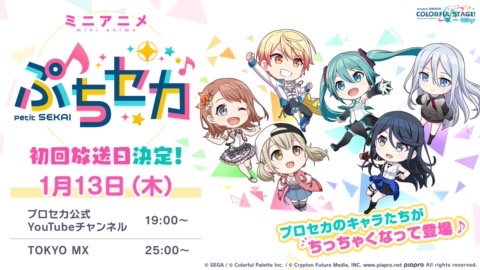 ミニアニメ
mini anime
ぷちセカ
petit SEKAI
初回放送日決定!
1月13日(木)
プロセカ公式
YouTubeチャンネル
19:00～
TOKYO MX
25:00～
COLORFUL STAGE!
プロセカのキャラたちが
ちっちゃくなって登場♪
© SEGA / © Colorful Palette Inc. / © Crypton Future Media, INC. www.piapro.net piapro All rights reserved.